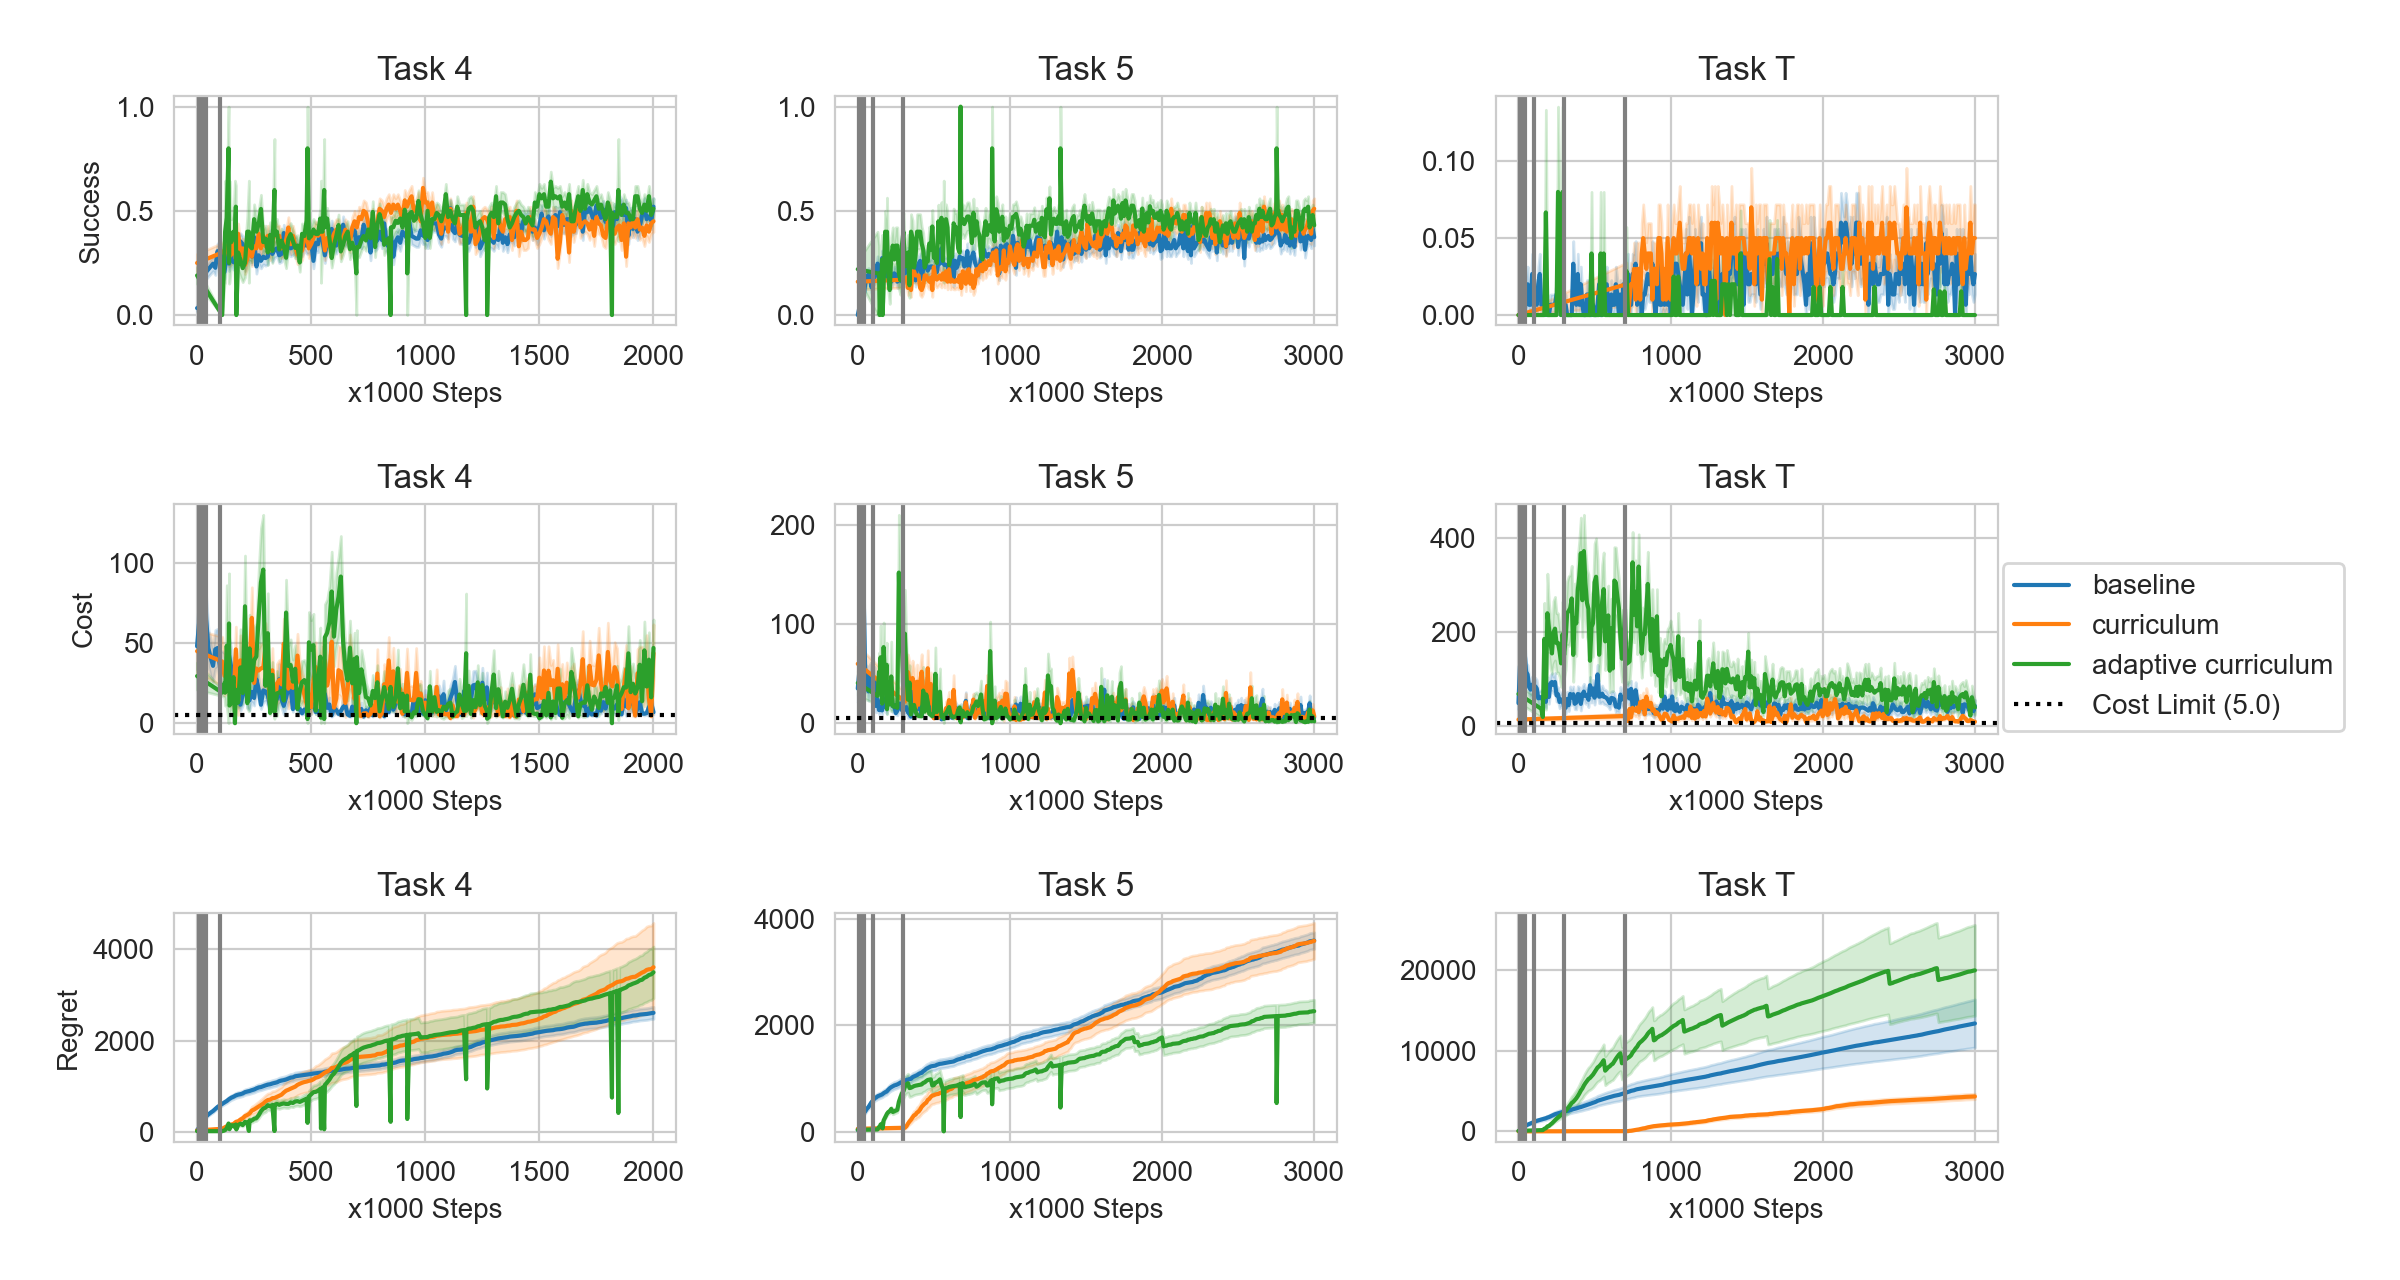 Task 4
Task 5
Task T
Success
1.0
0.5
0.0
0 500 1000 1500 2000
x1000 Steps
1.0
0.5
0.0
0 1000 2000 3000
x1000 Steps
0.10
0.05
0.00
0 1000 2000 3000
x1000 Steps
Task 4
Task 5
Task T
Cost
100
50
0
0 500 1000 1500 2000
x1000 Steps
200
100
0
0 1000 2000 3000
x1000 Steps
400
200
0
0 1000 2000 3000
x1000 Steps
baseline
curriculum
adaptive curriculum
Cost Limit (5.0)
Task 4
Task 5
Task T
Regret
4000
2000
0
0 500 1000 1500 2000
x1000 Steps
4000
2000
0
0 1000 2000 3000
x1000 Steps
20000
10000
0
0 1000 2000 3000
x1000 Steps